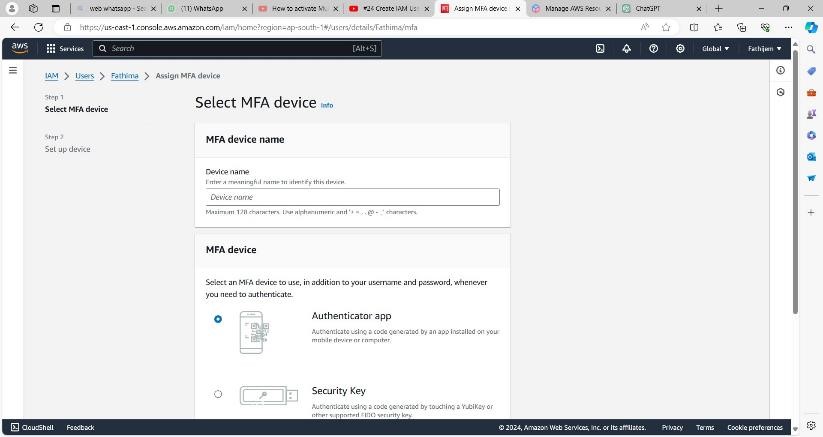 web whatsapp - Sea
(11) WhatsApp
How to activate Mu
#24 Create IAM Use
Assign MFA device
Manage AWS Resou
ChatGPT
https://us-east-1.console.aws.amazon.com/iam/home?region=ap-south-1#/users/details/Fathima/mfa
aws
Services
Search
[Alt+S]
Global
Fathijem
IAM > Users > Fathima > Assign MFA device
Step 1
Select MFA device
Step 2
Set up device
Select MFA device Info
MFA device name
Device name
Enter a meaningful name to identify this device.
Device name
Maximum 128 characters. Use alphanumeric and '+ = , . @ - _' characters.
MFA device
Select an MFA device to use, in addition to your username and password, whenever
you need to authenticate.
Authenticator app
Authenticate using a code generated by an app installed on your
mobile device or computer.
Security Key
Authenticate using a code generated by touching a YubiKey or
other supported FIDO security key.
CloudShell
Feedback
© 2024, Amazon Web Services, Inc. or its affiliates.
Privacy
Terms
Cookie preferences